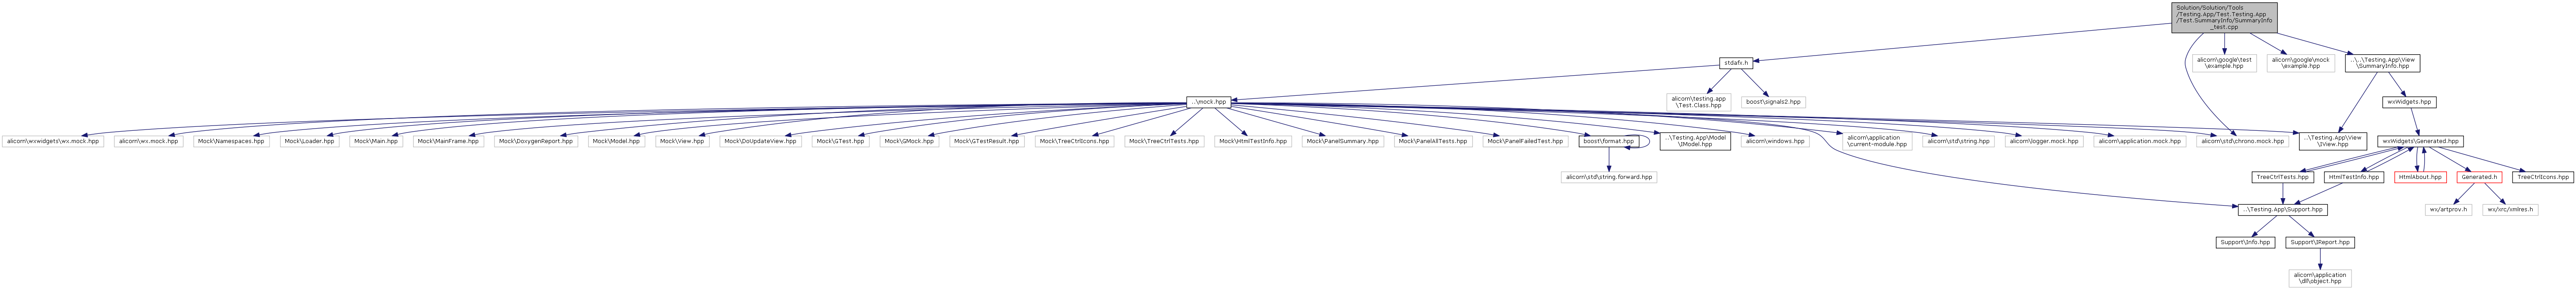 Solution/Solution/Tools
/Testing.App/Test.Testing.App
/Test.SummaryInfo/SummaryInfo
_test.cpp
stdafx.h
alicorn\google\test
\example.hpp
alicorn\google\mock
\example.hpp
..\..\Testing.App\View
\SummaryInfo.hpp
..\mock.hpp
alicorn\testing.app
\Test.Class.hpp
boost\signals2.hpp
wxWidgets.hpp
alicorn\wxwidgets\wx.mock.hpp
alicorn\wx.mock.hpp
Mock\Namespaces.hpp
Mock\Loader.hpp
Mock\Main.hpp
Mock\MainFrame.hpp
Mock\DoxygenReport.hpp
Mock\Model.hpp
Mock\View.hpp
Mock\DoUpdateView.hpp
Mock\GTest.hpp
Mock\GMock.hpp
Mock\GTestResult.hpp
Mock\TreeCtrlIcons.hpp
Mock\TreeCtrlTests.hpp
Mock\HtmlTestInfo.hpp
Mock\PanelSummary.hpp
Mock\PanelAllTests.hpp
Mock\PanelFailedTest.hpp
boost\format.hpp
..\Testing.App\Model
\IModel.hpp
alicorn\windows.hpp
alicorn\application
\current-module.hpp
alicorn\std\string.hpp
alicorn\logger.mock.hpp
alicorn\application.mock.hpp
alicorn\std\chrono.mock.hpp
..\Testing.App\View
\IView.hpp
wxWidgets\Generated.hpp
alicorn\std\string.forward.hpp
TreeCtrlTests.hpp
HtmlTestInfo.hpp
HtmlAbout.hpp
Generated.h
TreeCtrlIcons.hpp
..\Testing.App\Support.hpp
wx/artprov.h
wx/xrc/xmlres.h
Support\Info.hpp
Support\IReport.hpp
alicorn\application
\dll\object.hpp